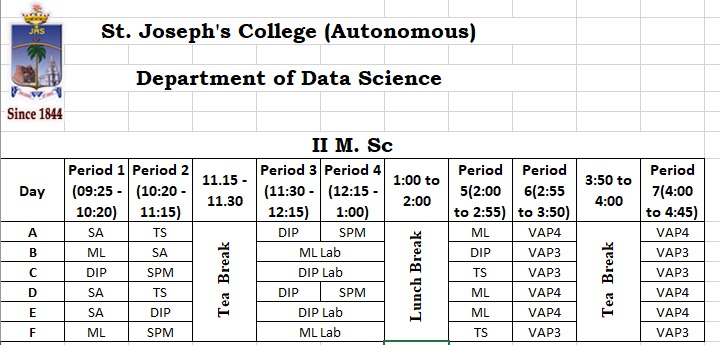 JHS
St. Joseph's College (Autonomous)
Department of Data Science
Since 1844
II M. Sc
Day Period 1 (09:25 - 10:20) Period 2 (10:20 - 11:15) 11.15 - 11.30 Period 3 (11:30 - 12:15) Period 4 (12:15 - 1:00) 1:00 to 2:00 Period 5(2:00 to 2:55) Period 6(2:55 to 3:50) 3:50 to 4:00 Period 7(4:00 to 4:45)
Tea Break
Lunch Break
Tea Break
A SA TS DIP SPM ML VAP4 VAP4
B ML SA ML Lab DIP VAP3 VAP3
C DIP SPM DIP Lab TS VAP3 VAP3
D SA TS DIP SPM ML VAP4 VAP4
E SA DIP DIP Lab ML VAP4 VAP4
F ML SPM ML Lab TS VAP3 VAP3